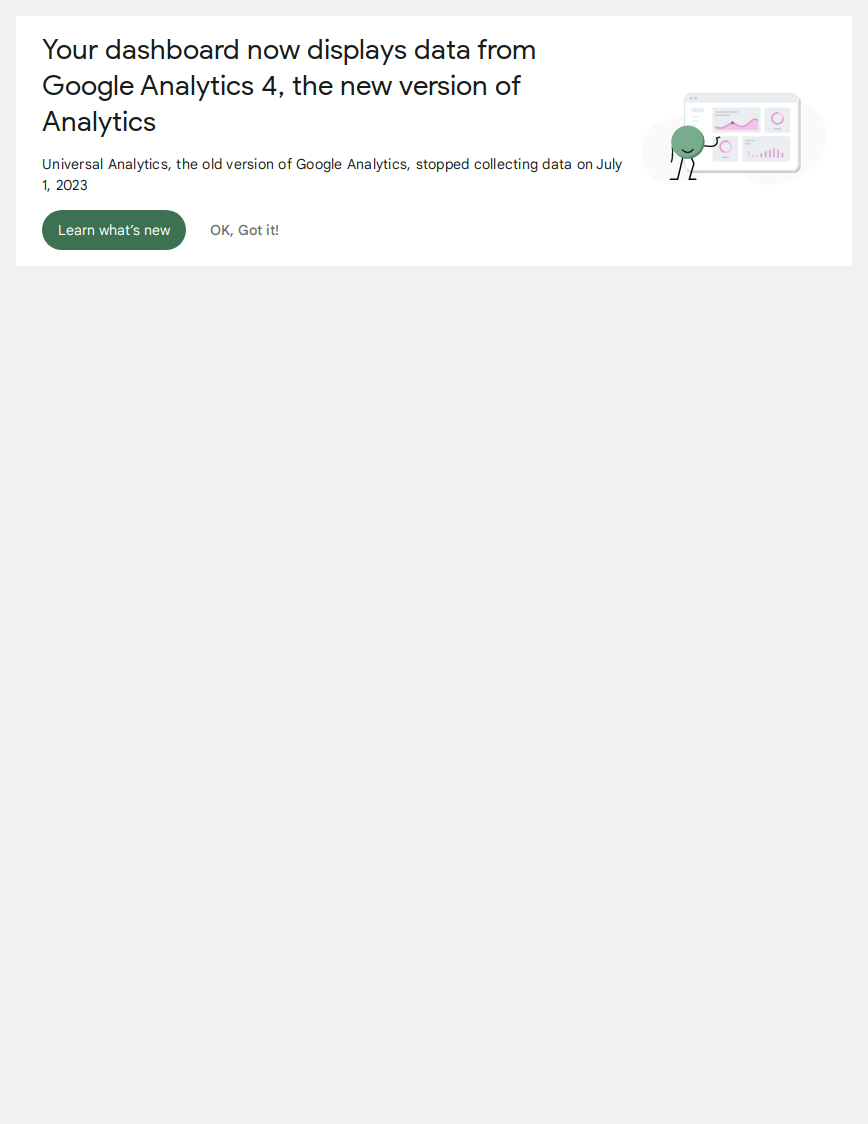 Your dashboard now displays data from
Google Analytics 4, the new version of
Analytics
Universal Analytics, the old version of Google Analytics, stopped collecting data on July
1, 2023
Learn what’s new
OK, Got it!